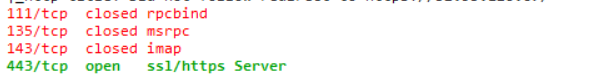 111/tcp closed rpcbind
135/tcp closed msrpc
143/tcp closed imap
443/tcp open ssl/https Server